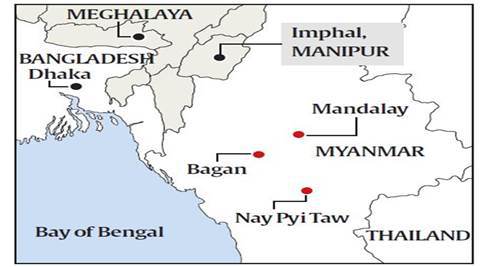 MEGHALAYA
Imphal,
MANIPUR
BANGLADESH
Dhaka
Mandalay
MYANMAR
Bagan
Nay Pyi Taw
Bay of Bengal
THAILAND